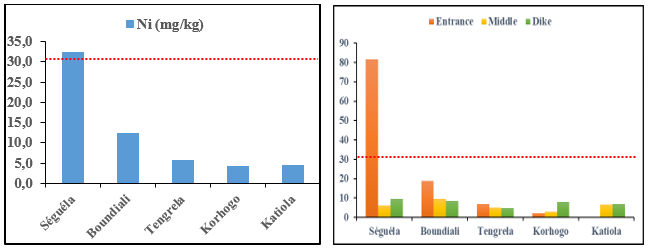 Ni (mg/kg)
35,0
30,0
25,0
20,0
15,0
10,0
5,0
0,0
Séguéla
Boundiali
Tengrela
Korhogo
Katiola
Entrance Middle Dike
90
80
70
60
50
40
30
20
10
0
Séguéla Boundiali Tengrela Korhogo Katiola